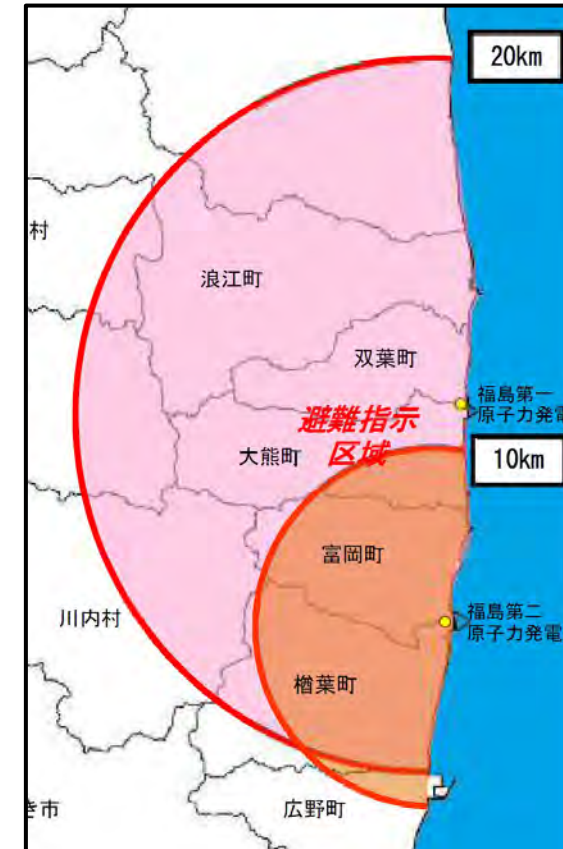 20km
村
浪江町
双葉町
福島第一
原子力発電
避難指示
区域
大熊町
10km
富岡町
福島第二
原子力発電
川内村
楢葉町
き市
広野町